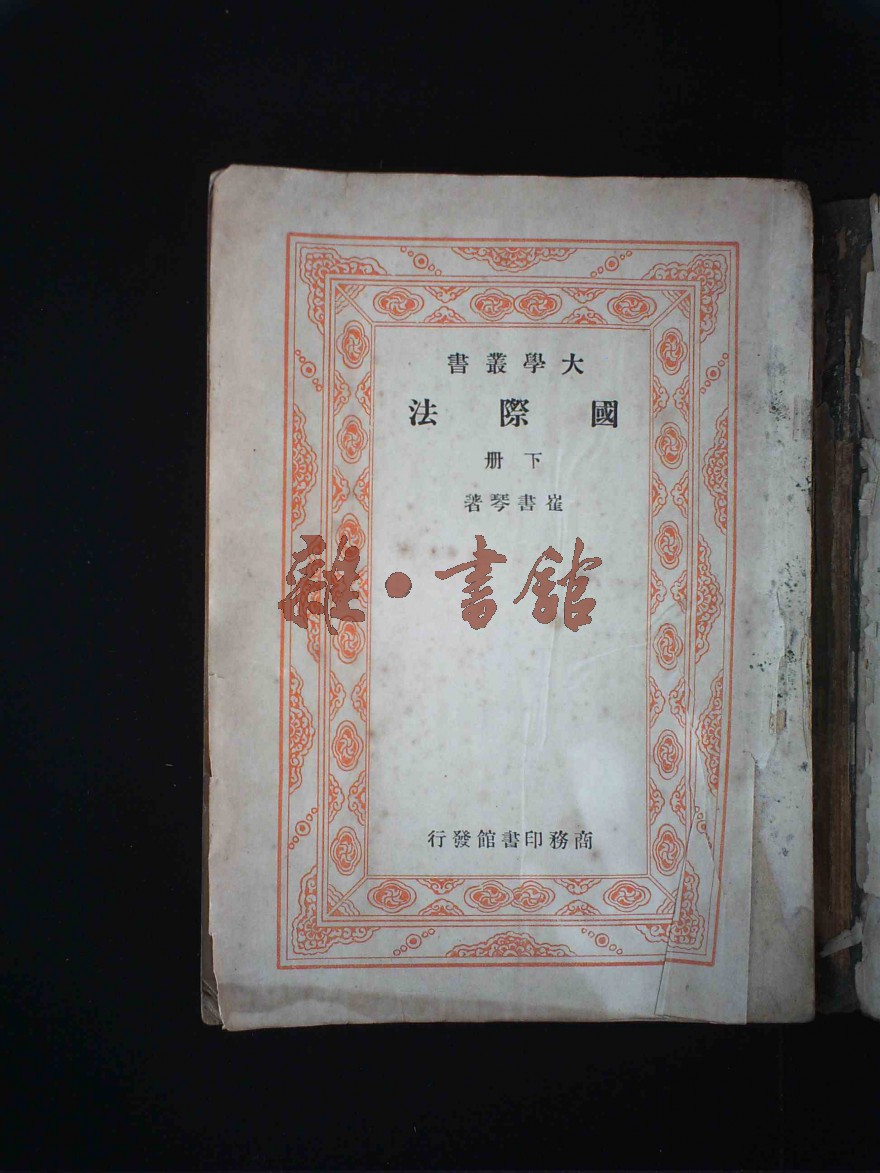 大學叢書
國際法
下册
崔書琴著
雜·書館
商務印書館發行